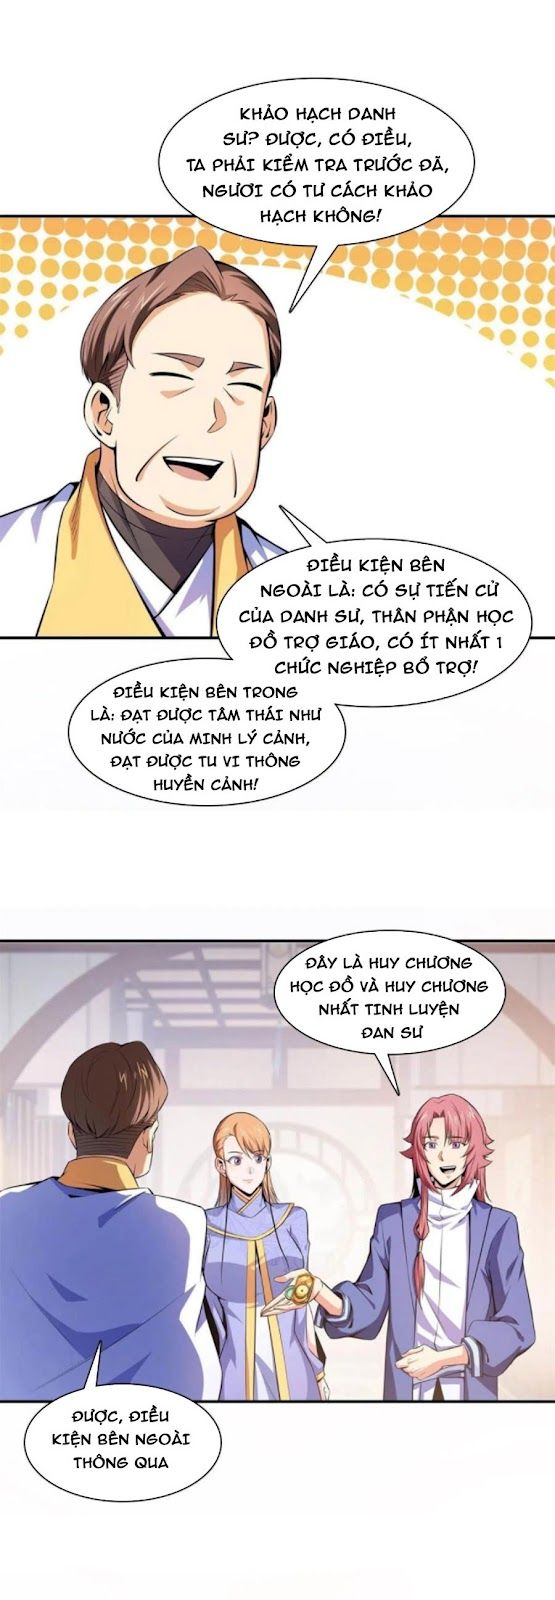 KHẢO HẠCH DANH
SƯ? ĐƯỢC, CÓ ĐIỀU,
TA PHẢI KIỂM TRA TRƯỚC ĐÃ,
NGƯƠI CÓ TƯ CÁCH KHẢO
HẠCH KHÔNG!
ĐIỀU KIỆN BÊN
NGOÀI LÀ: CÓ SỰ TIẾN CỬ
CỦA DANH SƯ, THÂN PHẬN HỌC
ĐỒ TRỢ GIÁO, CÓ ÍT NHẤT 1
CHỨC NGHIỆP BỔ TRỢ!
ĐIỀU KIỆN BÊN TRONG
LÀ: ĐẠT ĐƯỢC TÂM THÁI NHƯ
NƯỚC CỦA MINH LÝ CẢNH,
ĐẠT ĐƯỢC TU VI THÔNG
HUYỀN CẢNH!
ĐÂY LÀ HUY CHƯƠNG
HỌC ĐỒ VÀ HUY CHƯƠNG
NHẤT TINH LUYỆN
ĐAN SƯ
ĐƯỢC, ĐIỀU
KIỆN BÊN NGOÀI
THÔNG QUA